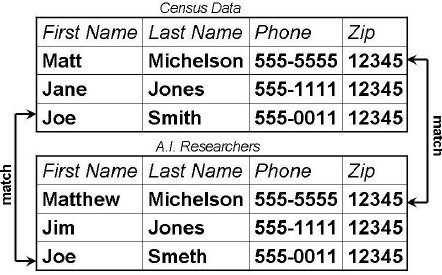 Census Data
First Name Last Name Phone Zip
Matt Michelson 555-5555 12345
Jane Jones 555-1111 12345
Joe Smith 555-0011 12345
match
match
A.I. Researchers
First Name Last Name Phone Zip
Matthew Michelson 555-5555 12345
Jim Jones 555-1111 12345
Joe Smeth 555-0011 12345